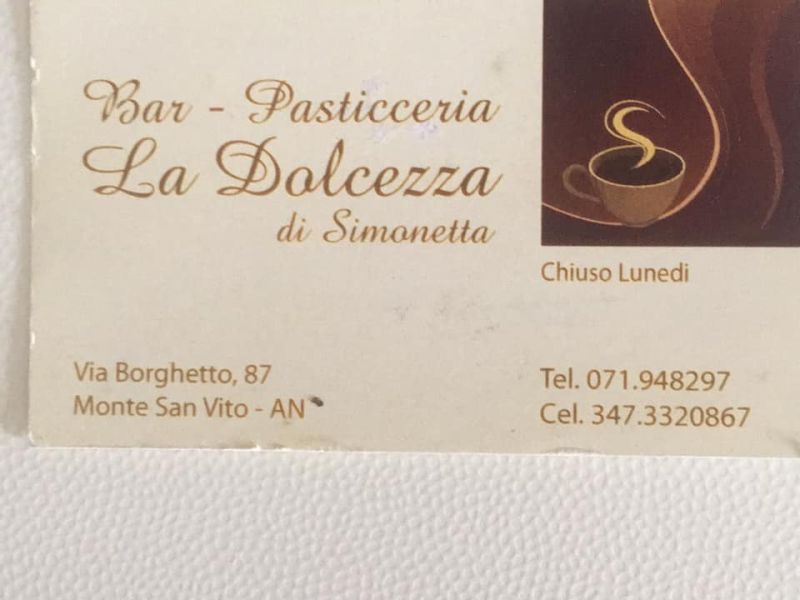 Bar - Pasticceria
La Dolcezza
di Simonetta
Chiuso Lunedi
Via Borghetto, 87
Monte San Vito - AN
Tel. 071.948297
Cel. 347.3320867